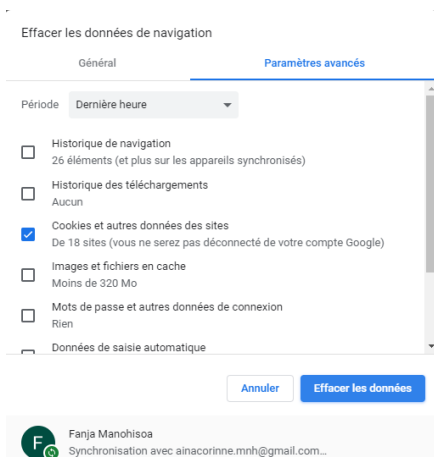 Effacer les données de navigation
Général
Paramètres avancés
Période Dernière heure
Historique de navigation
26 éléments (et plus sur les appareils synchronisés)
Historique des téléchargements
Aucun
Cookies et autres données des sites
De 18 sites (vous ne serez pas déconnecté de votre compte Google)
Images et fichiers en cache
Moins de 320 Mo
Mots de passe et autres données de connexion
Rien
Données de saisie automatique
Annuler
Effacer les données
F
Fanja Manohisoa
Synchronisation avec ainacorinne.mnh@gmail.com...